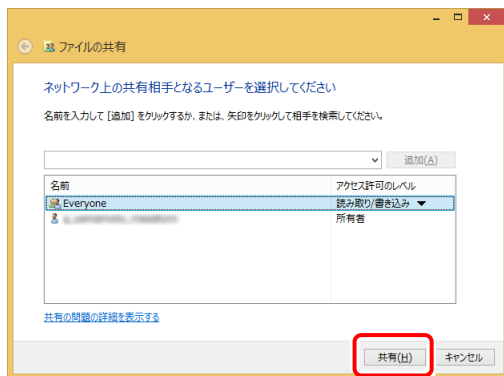 ファイルの共有
ネットワーク上の共有相手となるユーザーを選択してください
名前を入力して [追加] をクリックするか、または、矢印をクリックして相手を検索してください。
追加(A)
名前 アクセス許可のレベル
Everyone 読み取り/書き込み ▼
所有者
共有の問題の詳細を表示する
共有(H) キャンセル